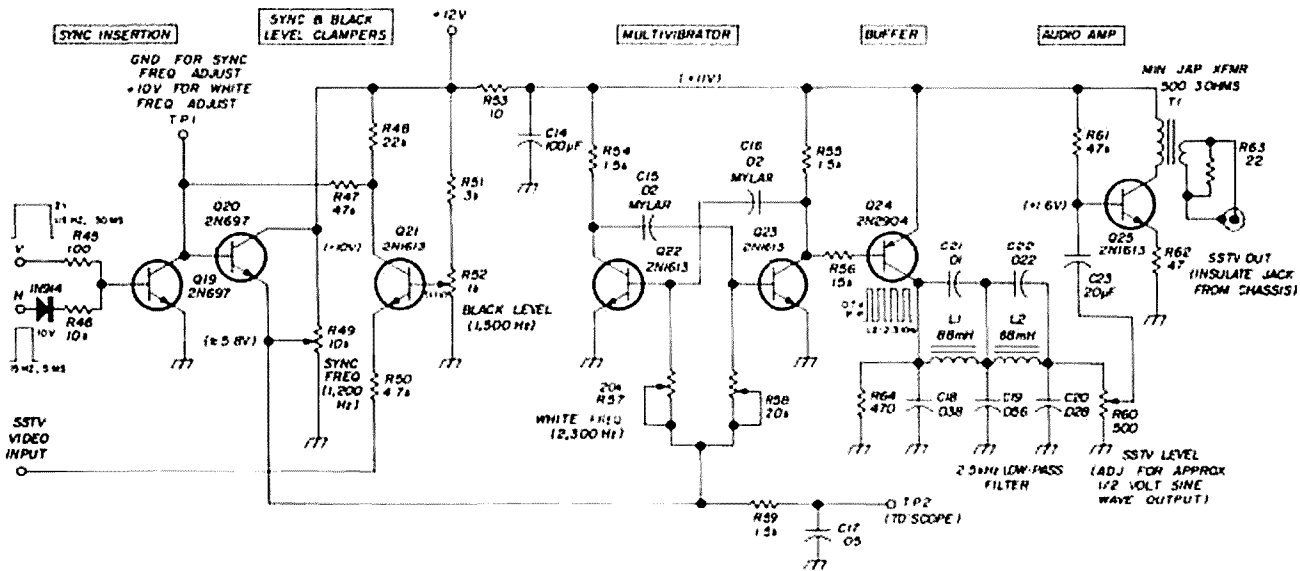 SYNC INSERTION
SYNC & BLACK
LEVEL CLAMPERS
+12V
MULTIVIBRATOR
BUFFER
AUDIO AMP
GND FOR SYNC
FREQ ADJUST
+10V FOR WHITE
FREQ ADJUST
TP1
(+11V)
MIN JAP XFMR
500 3 OHMS
T1
R53
10
R48
22k
C14
100µF
R54
1.5k
C16
.02
MYLAR
R55
1.5k
R61
47k
R63
22
R51
3k
C15
.02
MYLAR
R47
47k
Q20
2N697
Q21
2N1613
Q24
2N2904
(+1.6V)
Q25
2N1613
V
R45
100
(+10V)
Q22
2N1613
Q23
2N1613
C21
.01
C22
.022
R62
47
SSTV OUT
(INSULATE JACK
FROM CHASSIS)
Q19
2N697
1N914
R52
1k
R56
15k
C23
20µF
H
R46
10k
10V
BLACK LEVEL
(1,500 Hz)
L1
88mH
L2
68mH
15 HZ, 5 MS
(≈5.8V)
R49
10k
SYNC
FREQ
(1,200
Hz)
R50
4.7k
20k
R57
R58
20k
R64
470
C18
.038
C19
.056
C20
.028
R60
500
WHITE FREQ
(2,300 Hz)
SSTV
VIDEO
INPUT
2.5kHz LOW-PASS
FILTER
SSTV LEVEL
(ADJ FOR APPROX
1/2 VOLT SINE
WAVE OUTPUT)
R59
1.5k
C17
.05
TP2
(TO SCOPE)